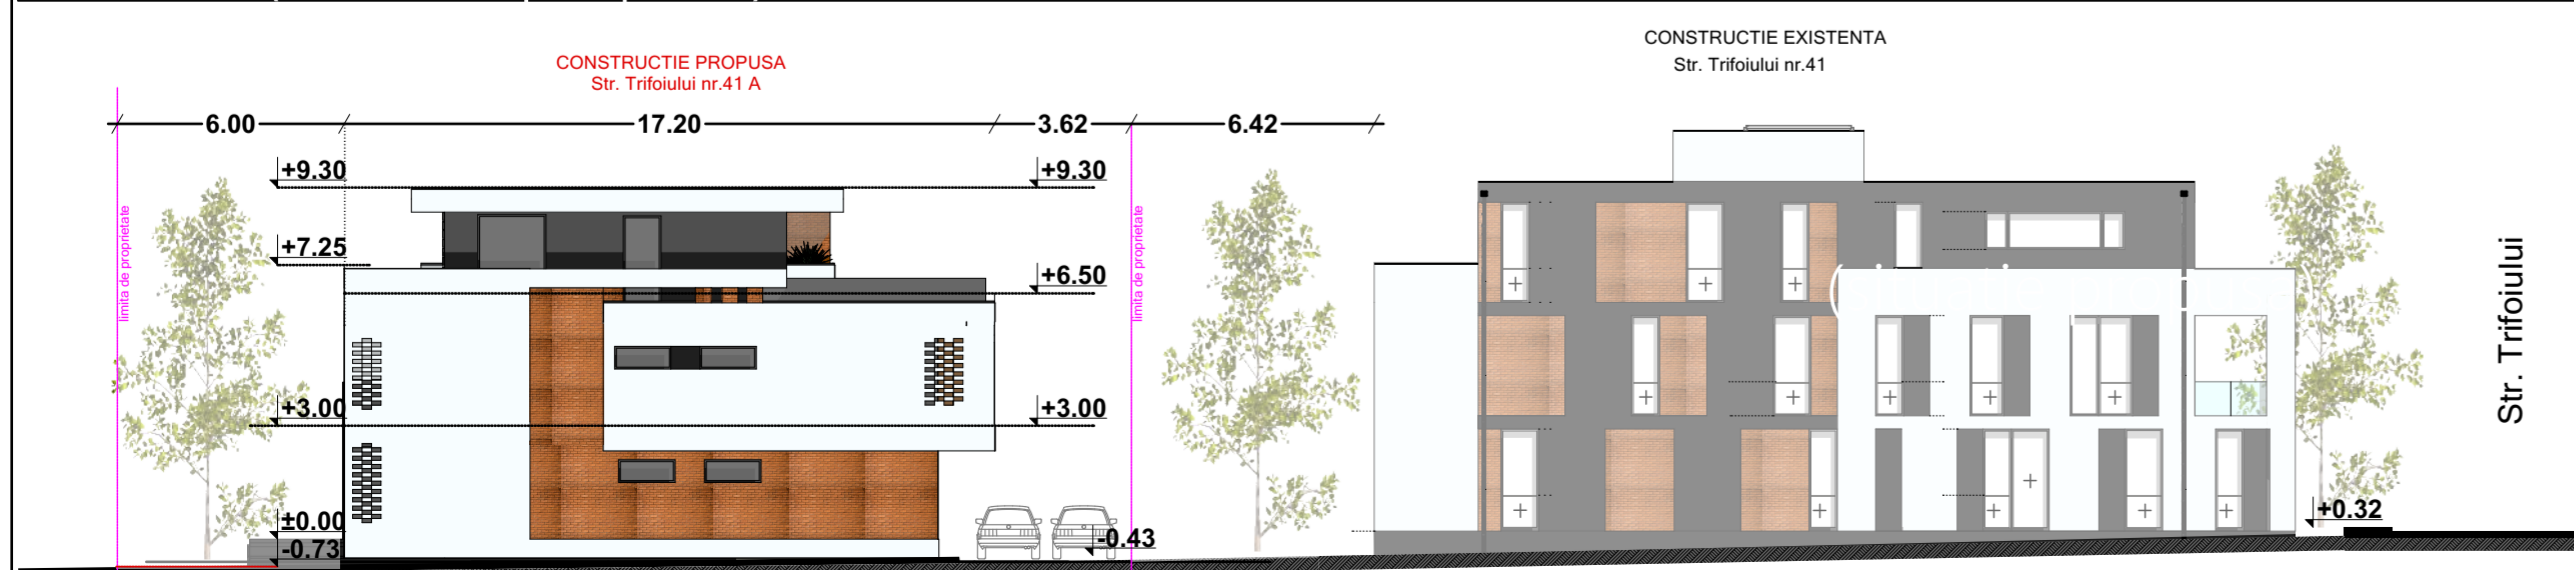 CONSTRUCTIE PROPUSA
Str. Trifoiului nr.41 A
CONSTRUCTIE EXISTENTA
Str. Trifoiului nr.41
6.00
17.20
3.62
6.42
+9.30
+9.30
+7.25
+6.50
+3.00
+3.00
±0.00
-0.73
-0.43
+0.32
limita de proprietate
limita de proprietate
Str. Trifoiului